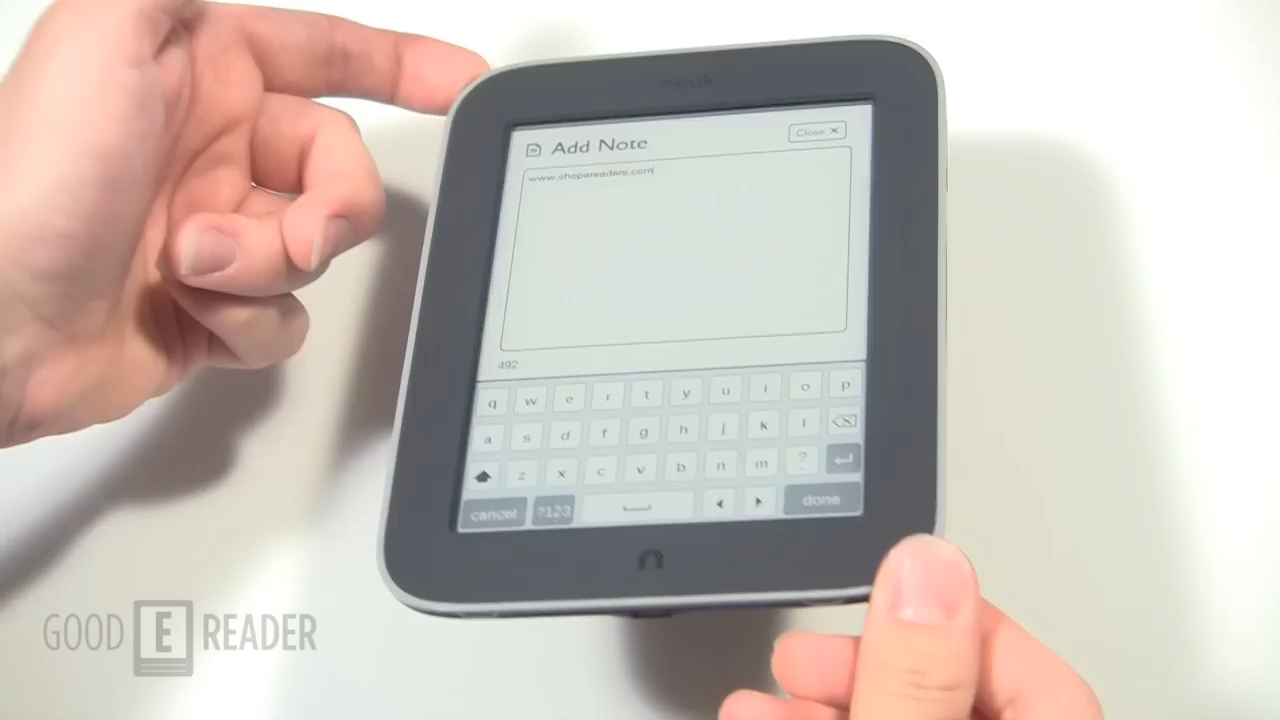 nook
Add Note
Close X
www.shopereaders.com
492
q w e r t y u i o p
a s d f g h j k l
z x c v b n m ? .
cancel ?123 done
n
GOOD E READER